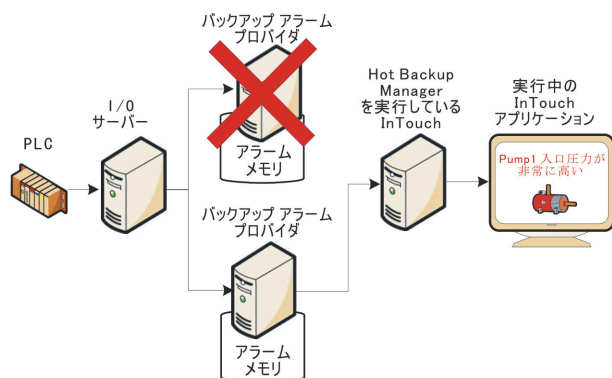 バックアップ アラーム
プロバイダ
アラーム
メモリ
PLC
I/O
サーバー
バックアップ アラーム
プロバイダ
アラーム
メモリ
Hot Backup
Manager
を実行している
InTouch
実行中の
InTouch
アプリケーション
Pump1 入口圧力が
非常に高い